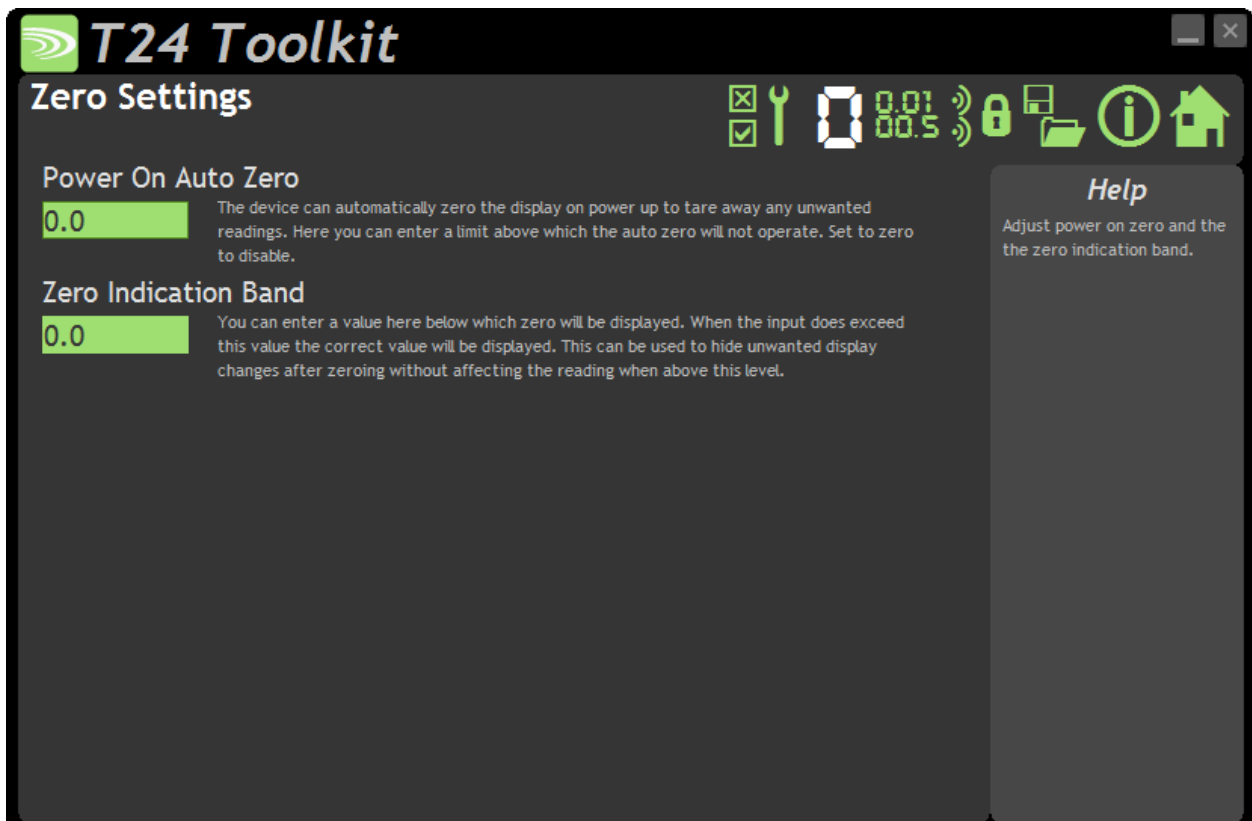 T24 Toolkit
Zero Settings
0
0.01
00.5
Power On Auto Zero
0.0
The device can automatically zero the display on power up to tare away any unwanted
readings. Here you can enter a limit above which the auto zero will not operate. Set to zero
to disable.
Zero Indication Band
0.0
You can enter a value here below which zero will be displayed. When the input does exceed
this value the correct value will be displayed. This can be used to hide unwanted display
changes after zeroing without affecting the reading when above this level.
Help
Adjust power on zero and the
the zero indication band.